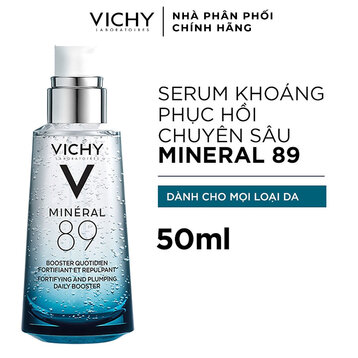 VICHY
LABORATOIRES
NHÀ PHÂN PHỐI
CHÍNH HÃNG
SERUM KHOÁNG
PHỤC HỒI
CHUYÊN SÂU
MINERAL 89
DÀNH CHO MỌI LOẠI DA
50ml
VICHY
LABORATOIRES
MINÉRAL
89
BOOSTER QUOTIDIEN
FORTIFIANT ET REPULPANT
FORTIFYING AND PLUMPING
DAILY BOOSTER